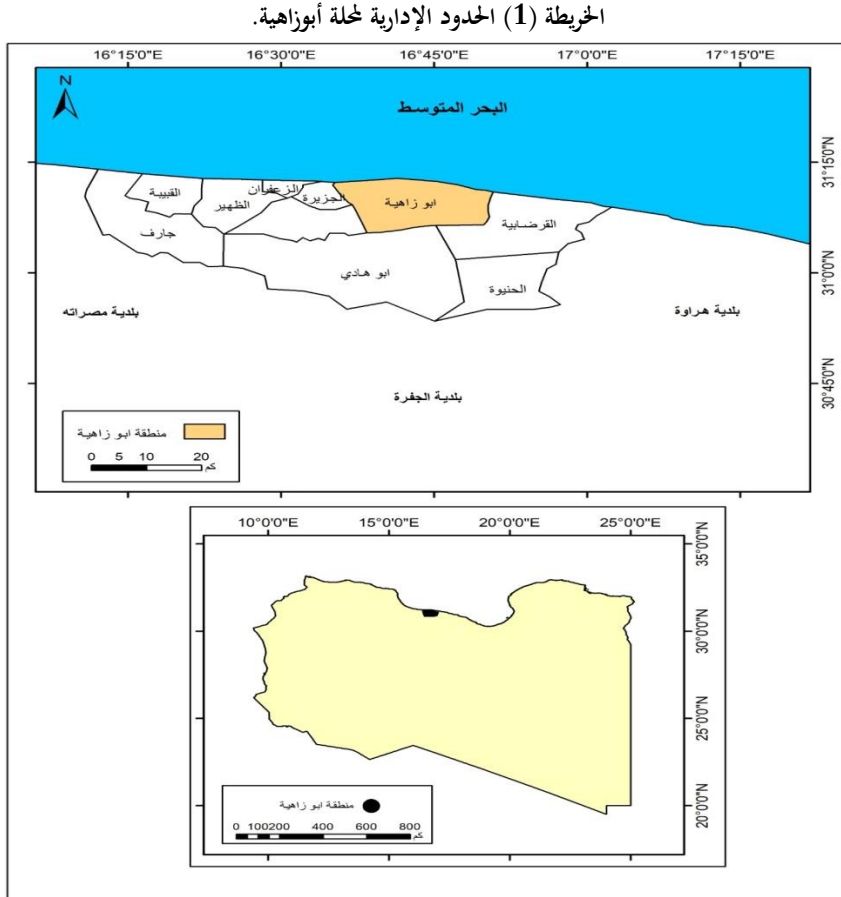 الخريطة (1) الحدود الإدارية لمحلة أبوزاهية.
16°15'0"E 16°30'0"E 16°45'0"E 17°0'0"E 17°15'0"E
N
البحر المتوسط
31°15'0"N
القبيبة
الظهير
الزعفران
الجزيرة
ابو زاهية
القرضابية
جارف
ابو هادي
الحنيوة
31°0'0"N
بلدية مصراته
بلدية هراوة
بلدية الجفرة
30°45'0"N
منطقة ابو زاهية
0 5 10 20
كم
10°0'0"E 15°0'0"E 20°0'0"E 25°0'0"E
35°0'0"N
30°0'0"N
25°0'0"N
20°0'0"N
منطقة ابو زاهية
0 100200 400 600 800
كم